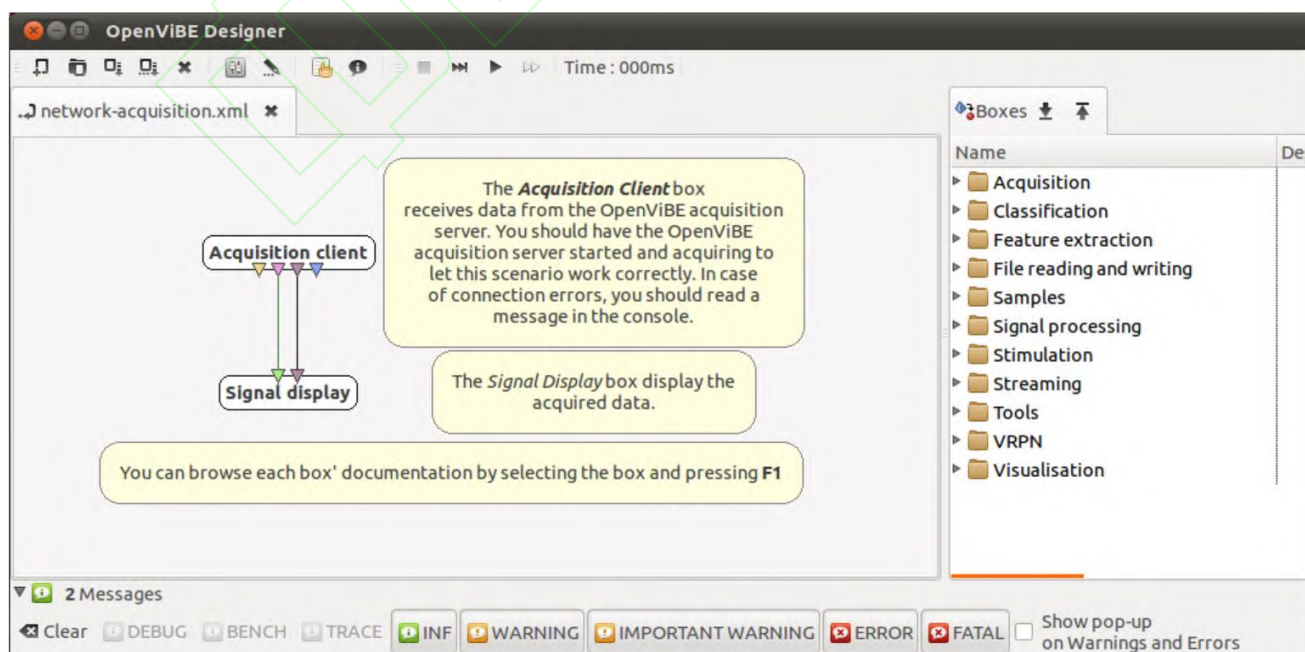 OpenViBE Designer
Time : 000ms
network-acquisition.xml
Boxes
Name
De
Acquisition
Classification
Feature extraction
File reading and writing
Samples
Signal processing
Stimulation
Streaming
Tools
VRPN
Visualisation
The Acquisition Client box
receives data from the OpenViBE acquisition
server. You should have the OpenViBE
acquisition server started and acquiring to
let this scenario work correctly. In case
of connection errors, you should read a
message in the console.
Acquisition client
The Signal Display box display the
acquired data.
Signal display
You can browse each box' documentation by selecting the box and pressing F1
2 Messages
Clear DEBUG BENCH TRACE INF WARNING IMPORTANT WARNING ERROR FATAL
Show pop-up
on Warnings and Errors